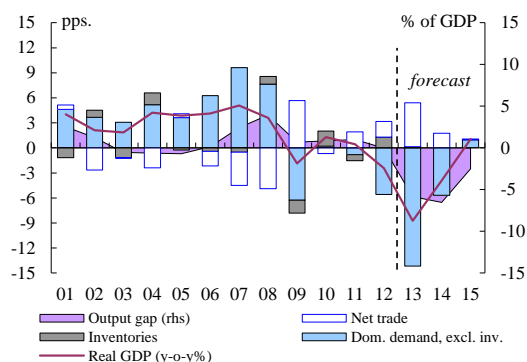 pps. % of GDP
15 15
12
9 10
6 5
3
0 0
-3
-6 -5
-9
-12 -10
-15 -15
forecast
01 02 03 04 05 06 07 08 09 10 11 12 13 14 15
Output gap (rhs) Net trade
Inventories Dom. demand, excl. inv.
Real GDP (y-o-y%)